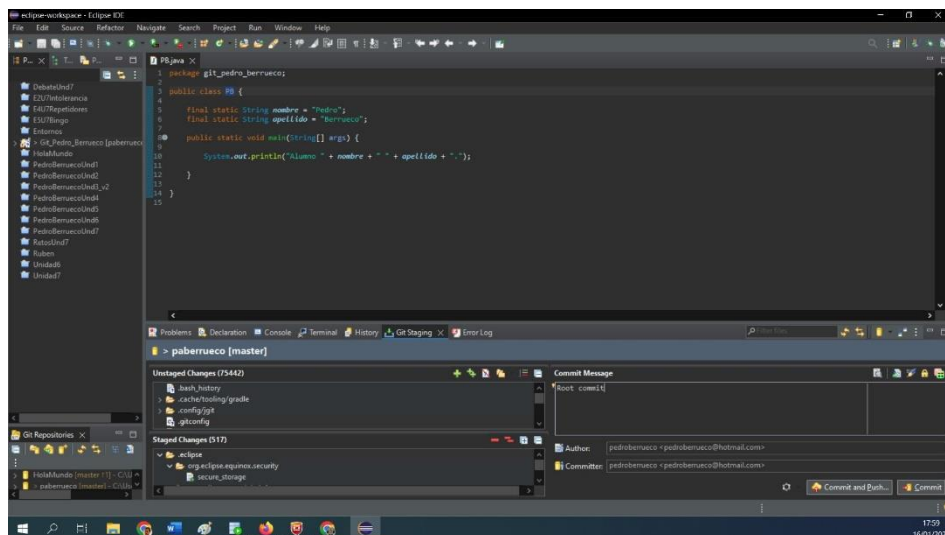 eclipse-workspace - Eclipse IDE
File Edit Source Refactor Navigate Search Project Run Window Help
P... T... P...
PB.java
DebateUnd7
E2U7Intolerancia
E4U7Repetidores
E5U7Bingo
Entornos
> Git_Pedro_Berrueco [paberrueco
HolaMundo
PedroBerruecoUnd1
PedroBerruecoUnd2
PedroBerruecoUnd3_v2
PedroBerruecoUnd4
PedroBerruecoUnd5
PedroBerruecoUnd6
PedroBerruecoUnd7
RetosUnd7
Ruben
Unidad6
Unidad7
1 package git_pedro_berrueco;
2
3 public class PB {
4
5 final static String nombre = "Pedro";
6 final static String apellido = "Berrueco";
7
8 public static void main(String[] args) {
9
10 System.out.println("Alumno " + nombre + " " + apellido + ".");
11
12 }
13
14 }
15
Problems Declaration Console Terminal History Git Staging Error Log
> paberrueco [master]
Unstaged Changes (75442)
.bash_history
.cache/tooling/gradle
.config/jgit
.gitconfig
Staged Changes (517)
.eclipse
org.eclipse.equinox.security
secure_storage
Commit Message
Root commit
Author: pedroberrueco <pedroberrueco@hotmail.com>
Committer: pedroberrueco <pedroberrueco@hotmail.com>
Commit and Push... Commit
Git Repositories
HolaMundo [master
> paberrueco [master]
17:59